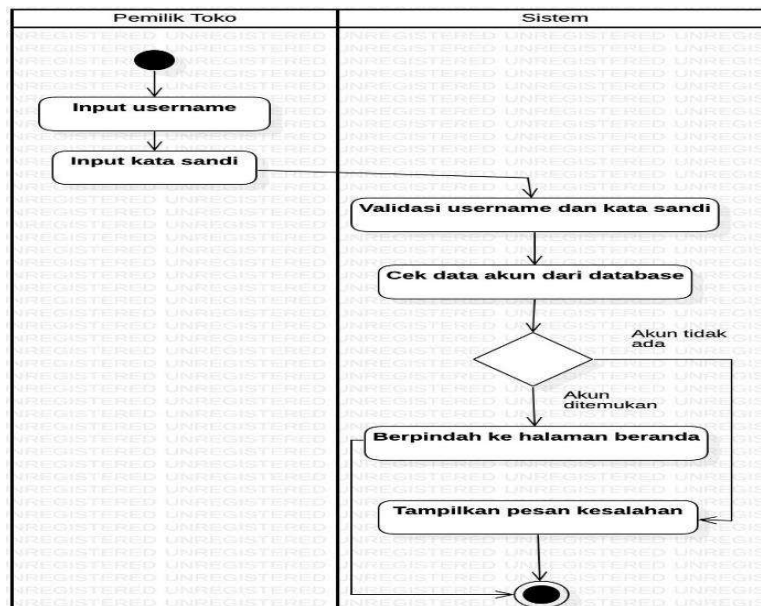 Pemilik Toko
Sistem
Input username
Input kata sandi
Validasi username dan kata sandi
Cek data akun dari database
Akun tidak
ada
Akun
ditemukan
Berpindah ke halaman beranda
Tampilkan pesan kesalahan
UNREGISTERED